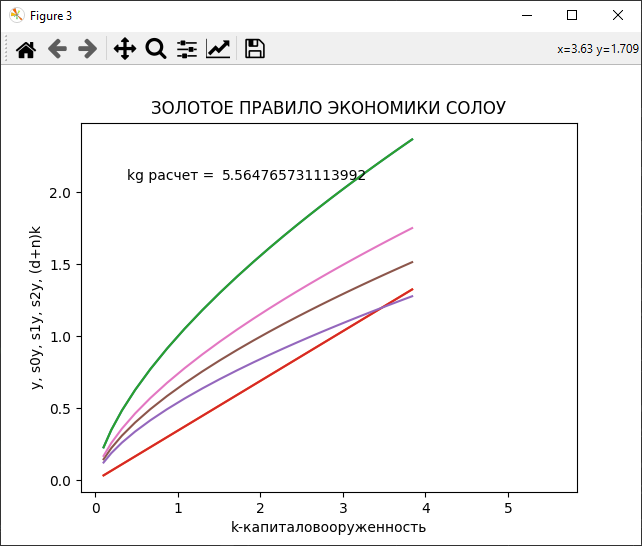 Figure 3
x=3.63 y=1.709
ЗОЛОТОЕ ПРАВИЛО ЭКОНОМИКИ СОЛОУ
kg расчет = 5.564765731113992
y, s0y, s1y, s2y, (d+n)k
2.0
1.5
1.0
0.5
0.0
0 1 2 3 4 5
k-капиталовооруженность